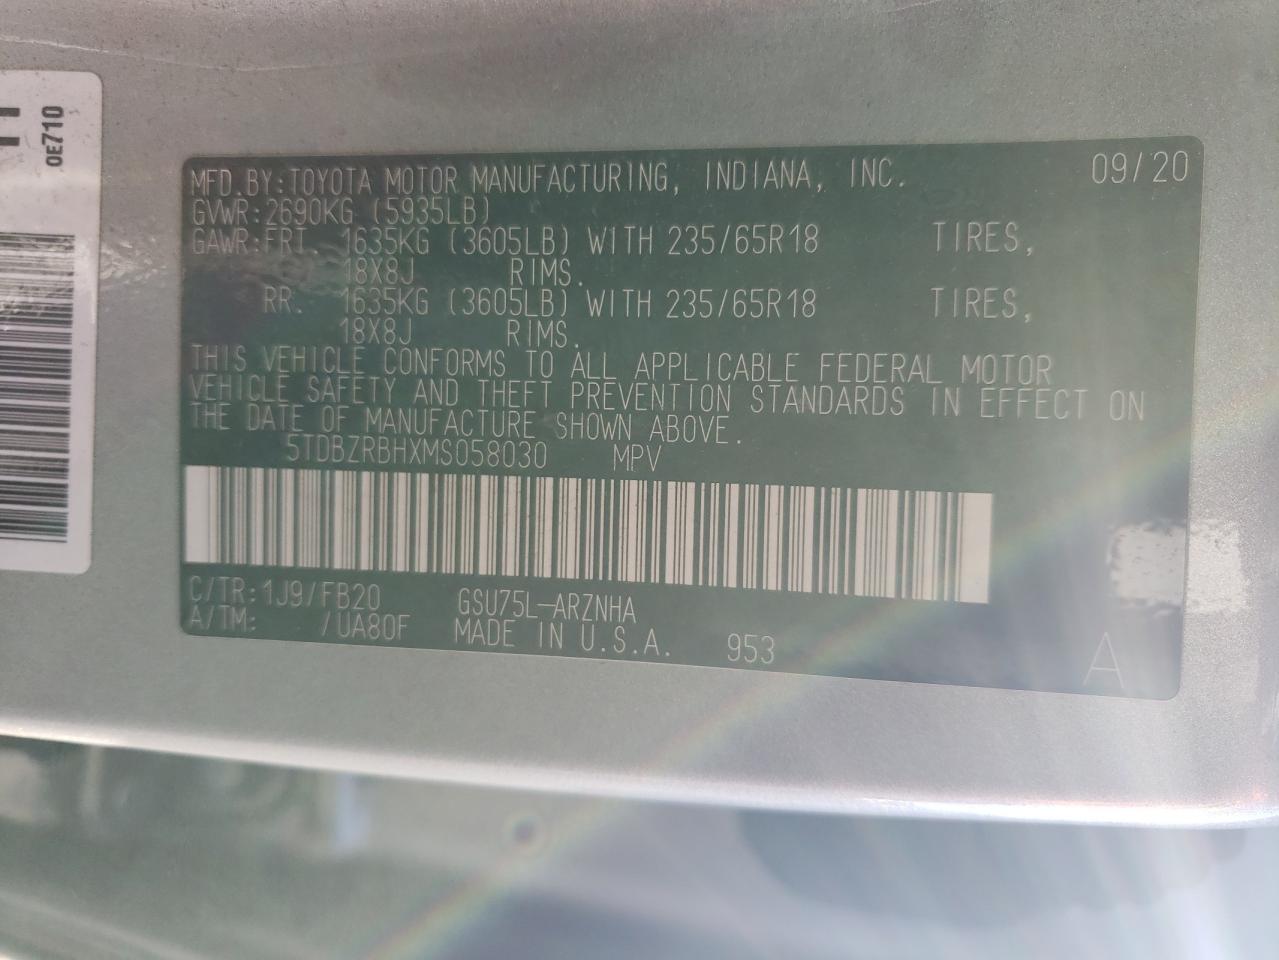 OE710
MFD.BY:TOYOTA MOTOR MANUFACTURING, INDIANA, INC. 09/20
GVWR:2690KG (5935LB)
GAWR:FRT. 1635KG (3605LB) WITH 235/65R18 TIRES,
18X8J RIMS.
RR. 1635KG (3605LB) WITH 235/65R18 TIRES,
18X8J RIMS.
THIS VEHICLE CONFORMS TO ALL APPLICABLE FEDERAL MOTOR
VEHICLE SAFETY AND THEFT PREVENTION STANDARDS IN EFFECT ON
THE DATE OF MANUFACTURE SHOWN ABOVE.
5TDBZRBHXMS058030 MPV
C/TR:1J9/FB20 GSU75L-ARZNHA
A/TM: /UA80F MADE IN U.S.A. 953
A